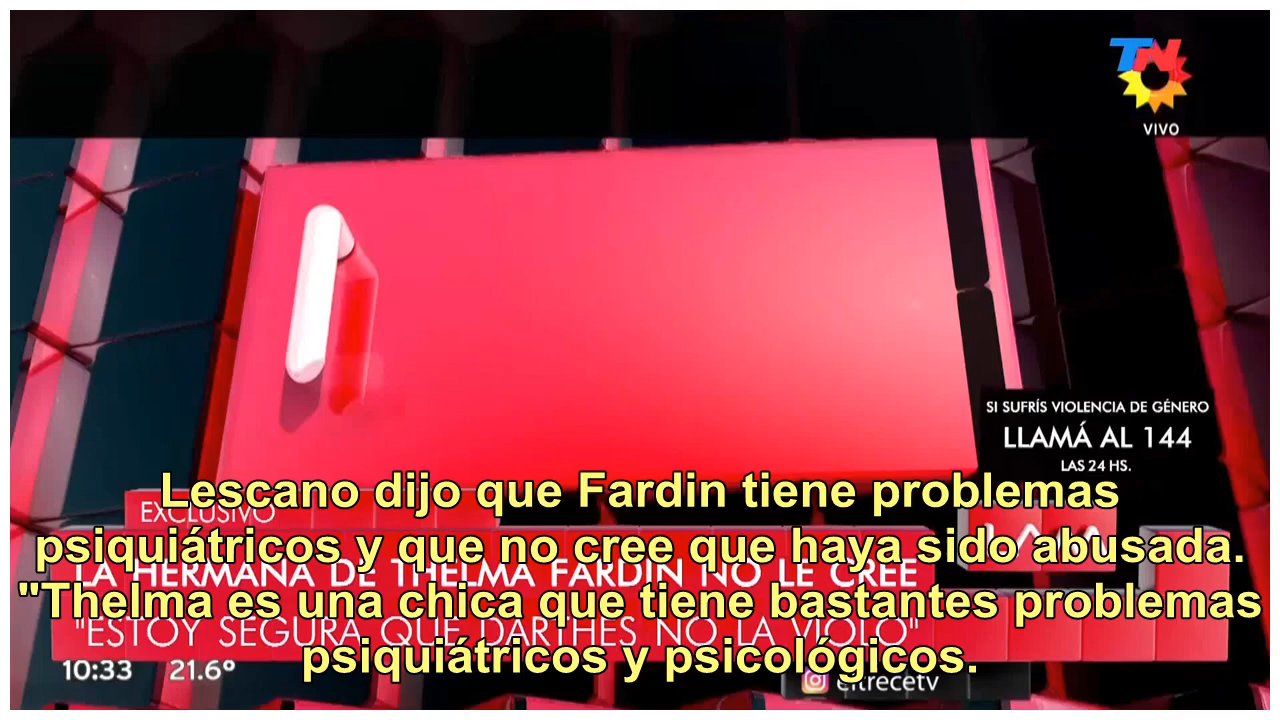 TN
VIVO
SI SUFRÍS VIOLENCIA DE GÉNERO
LLAMÁ AL 144
LAS 24 HS.
EXCLUSIVO
LA HERMANA DE THELMA FARDIN NO LE CREE
"ESTOY SEGURA QUE DARTHES NO LA VIOLÓ"
Lescano dijo que Fardin tiene problemas
psiquiátricos y que no cree que haya sido abusada.
"Thelma es una chica que tiene bastantes problemas
psiquiátricos y psicológicos.
10:33 21.6°
eltrecetv